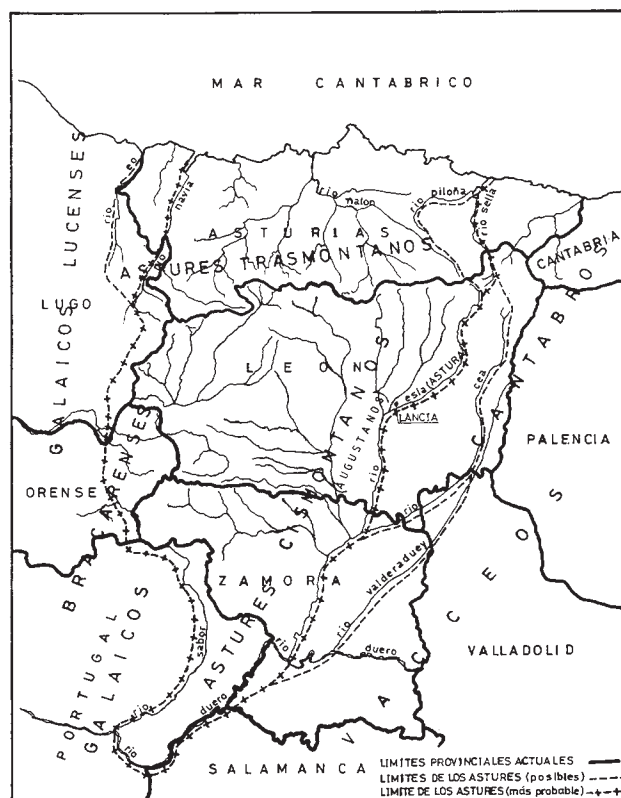 MAR CANTABRICO
GALAICOS LUCENSES
rio eo
rio navia
rio nalon
rio piloña
rio sella
ASTURIAS
ASTURES TRASMONTANOS
CANTABRIA
LUGO
LEON
CANTABROS
rio esla (ASTURA)
LANCIA
rio cea
PALENCIA
ASTURES CISMONTANOS
(AUGUSTANOS)
ORENSE
GALAICOS BRACARENSES
ZAMORA
rio valderaduey
rio duero
VACCEOS
VALLADOLID
PORTUGAL
rio sabor
rio duero
SALAMANCA
LIMITES PROVINCIALES ACTUALES
LIMITES DE LOS ASTURES (posibles)
LIMITE DE LOS ASTURES (más probable)